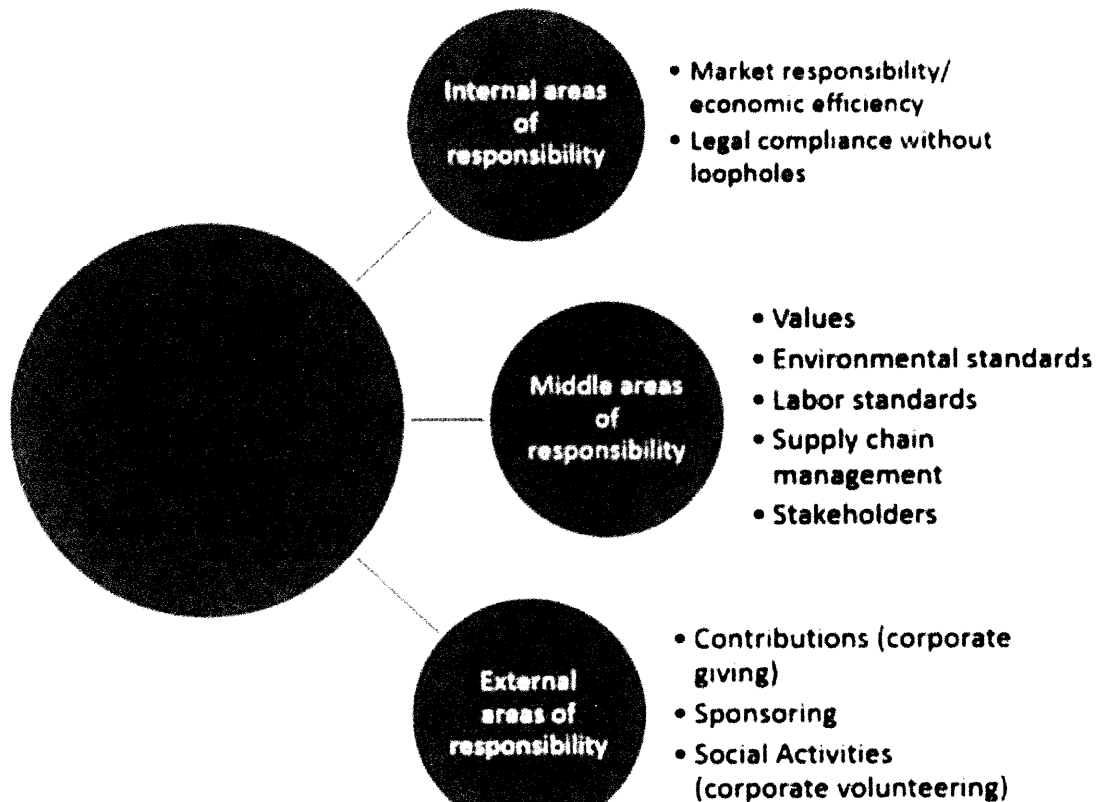 Internal areas
of
responsibility
• Market responsibility/
economic efficiency
• Legal compliance without
loopholes
Middle areas
of
responsibility
• Values
• Environmental standards
• Labor standards
• Supply chain
management
• Stakeholders
External
areas of
responsibility
• Contributions (corporate
giving)
• Sponsoring
• Social Activities
(corporate volunteering)